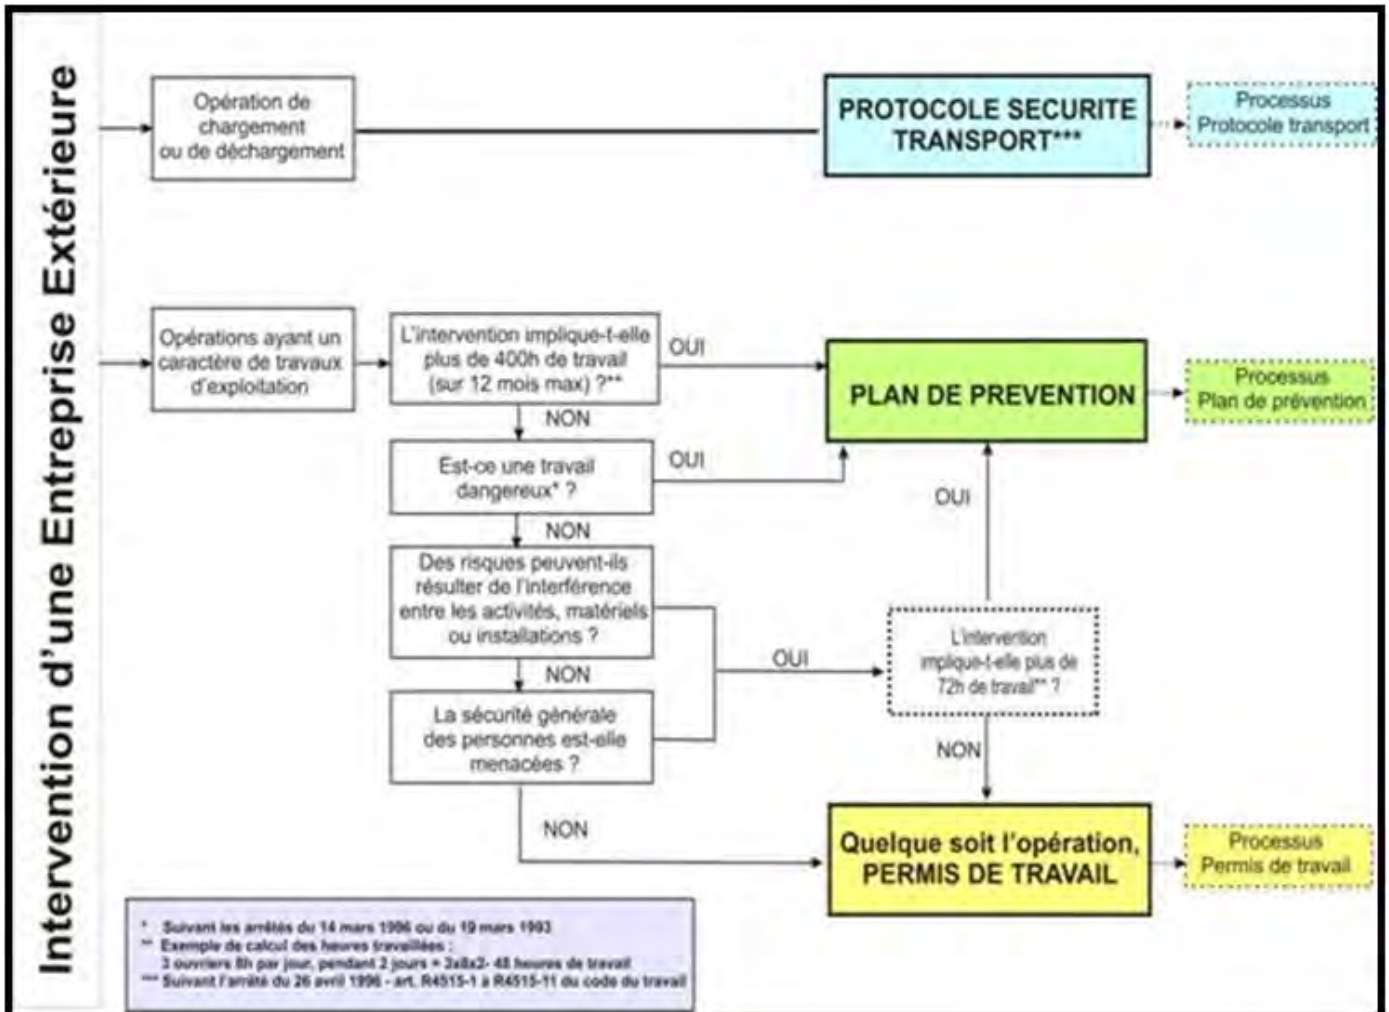 Intervention d'une Entreprise Extérieure
Opération de
chargement
ou de déchargement
PROTOCOLE SECURITE
TRANSPORT***
Processus
Protocole transport
Opérations ayant un
caractère de travaux
d'exploitation
L'intervention implique-t-elle
plus de 400h de travail
(sur 12 mois max) ?**
OUI
PLAN DE PREVENTION
Processus
Plan de prévention
NON
Est-ce une travail
dangereux* ?
OUI
NON
OUI
Des risques peuvent-ils
résulter de l'interférence
entre les activités, matériels
ou installations ?
NON
OUI
L'intervention
implique-t-elle plus de
72h de travail** ?
La sécurité générale
des personnes est-elle
menacées ?
NON
NON
Quelque soit l'opération,
PERMIS DE TRAVAIL
Processus
Permis de travail
* Suivant les arrêtés du 14 mars 1996 ou du 19 mars 1993
** Exemple de calcul des heures travaillées :
3 ouvriers 8h par jour, pendant 2 jours = 3x8x2- 48 heures de travail
*** Suivant l'arrêté du 26 avril 1996 - art. R4515-1 à R4515-11 du code du travail